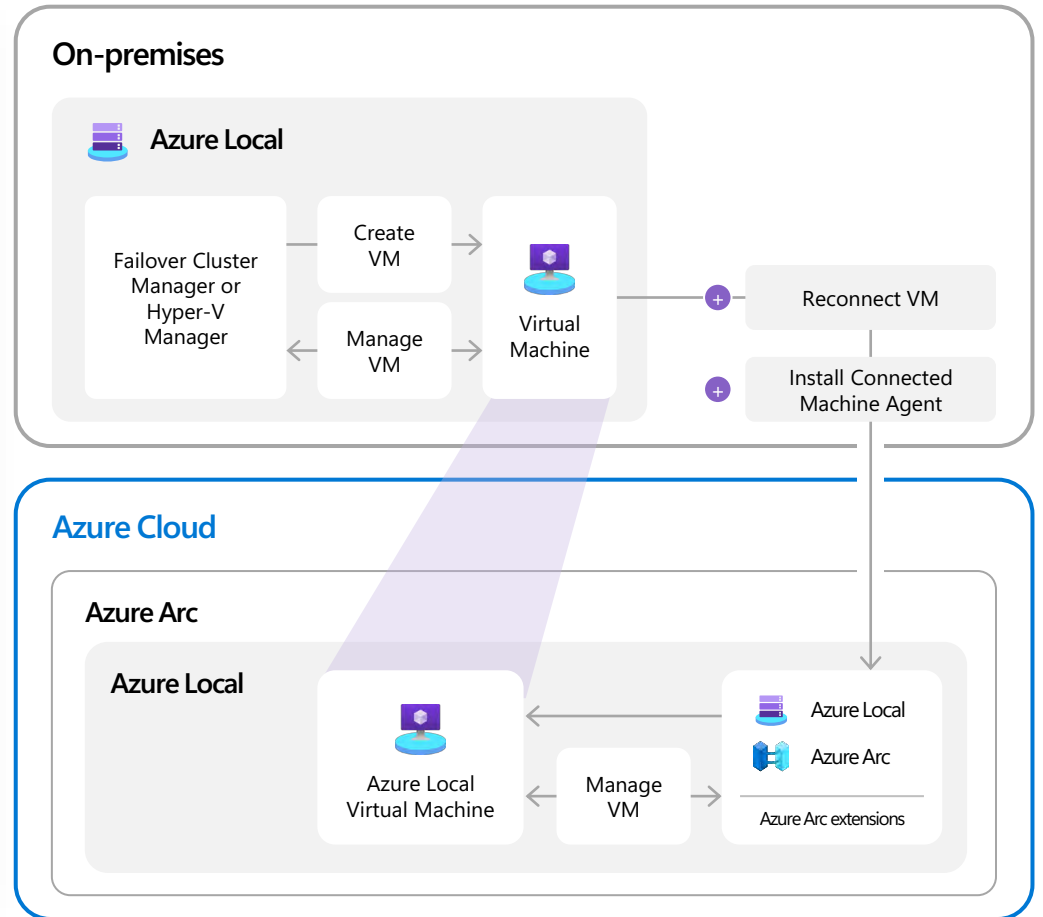 On-premises
Azure Local
Failover Cluster
Manager or
Hyper-V
Manager
Create
VM
Manage
VM
Virtual
Machine
+
Reconnect VM
+
Install Connected
Machine Agent
Azure Cloud
Azure Arc
Azure Local
Azure Local
Virtual Machine
Manage
VM
Azure Local
Azure Arc
Azure Arc extensions